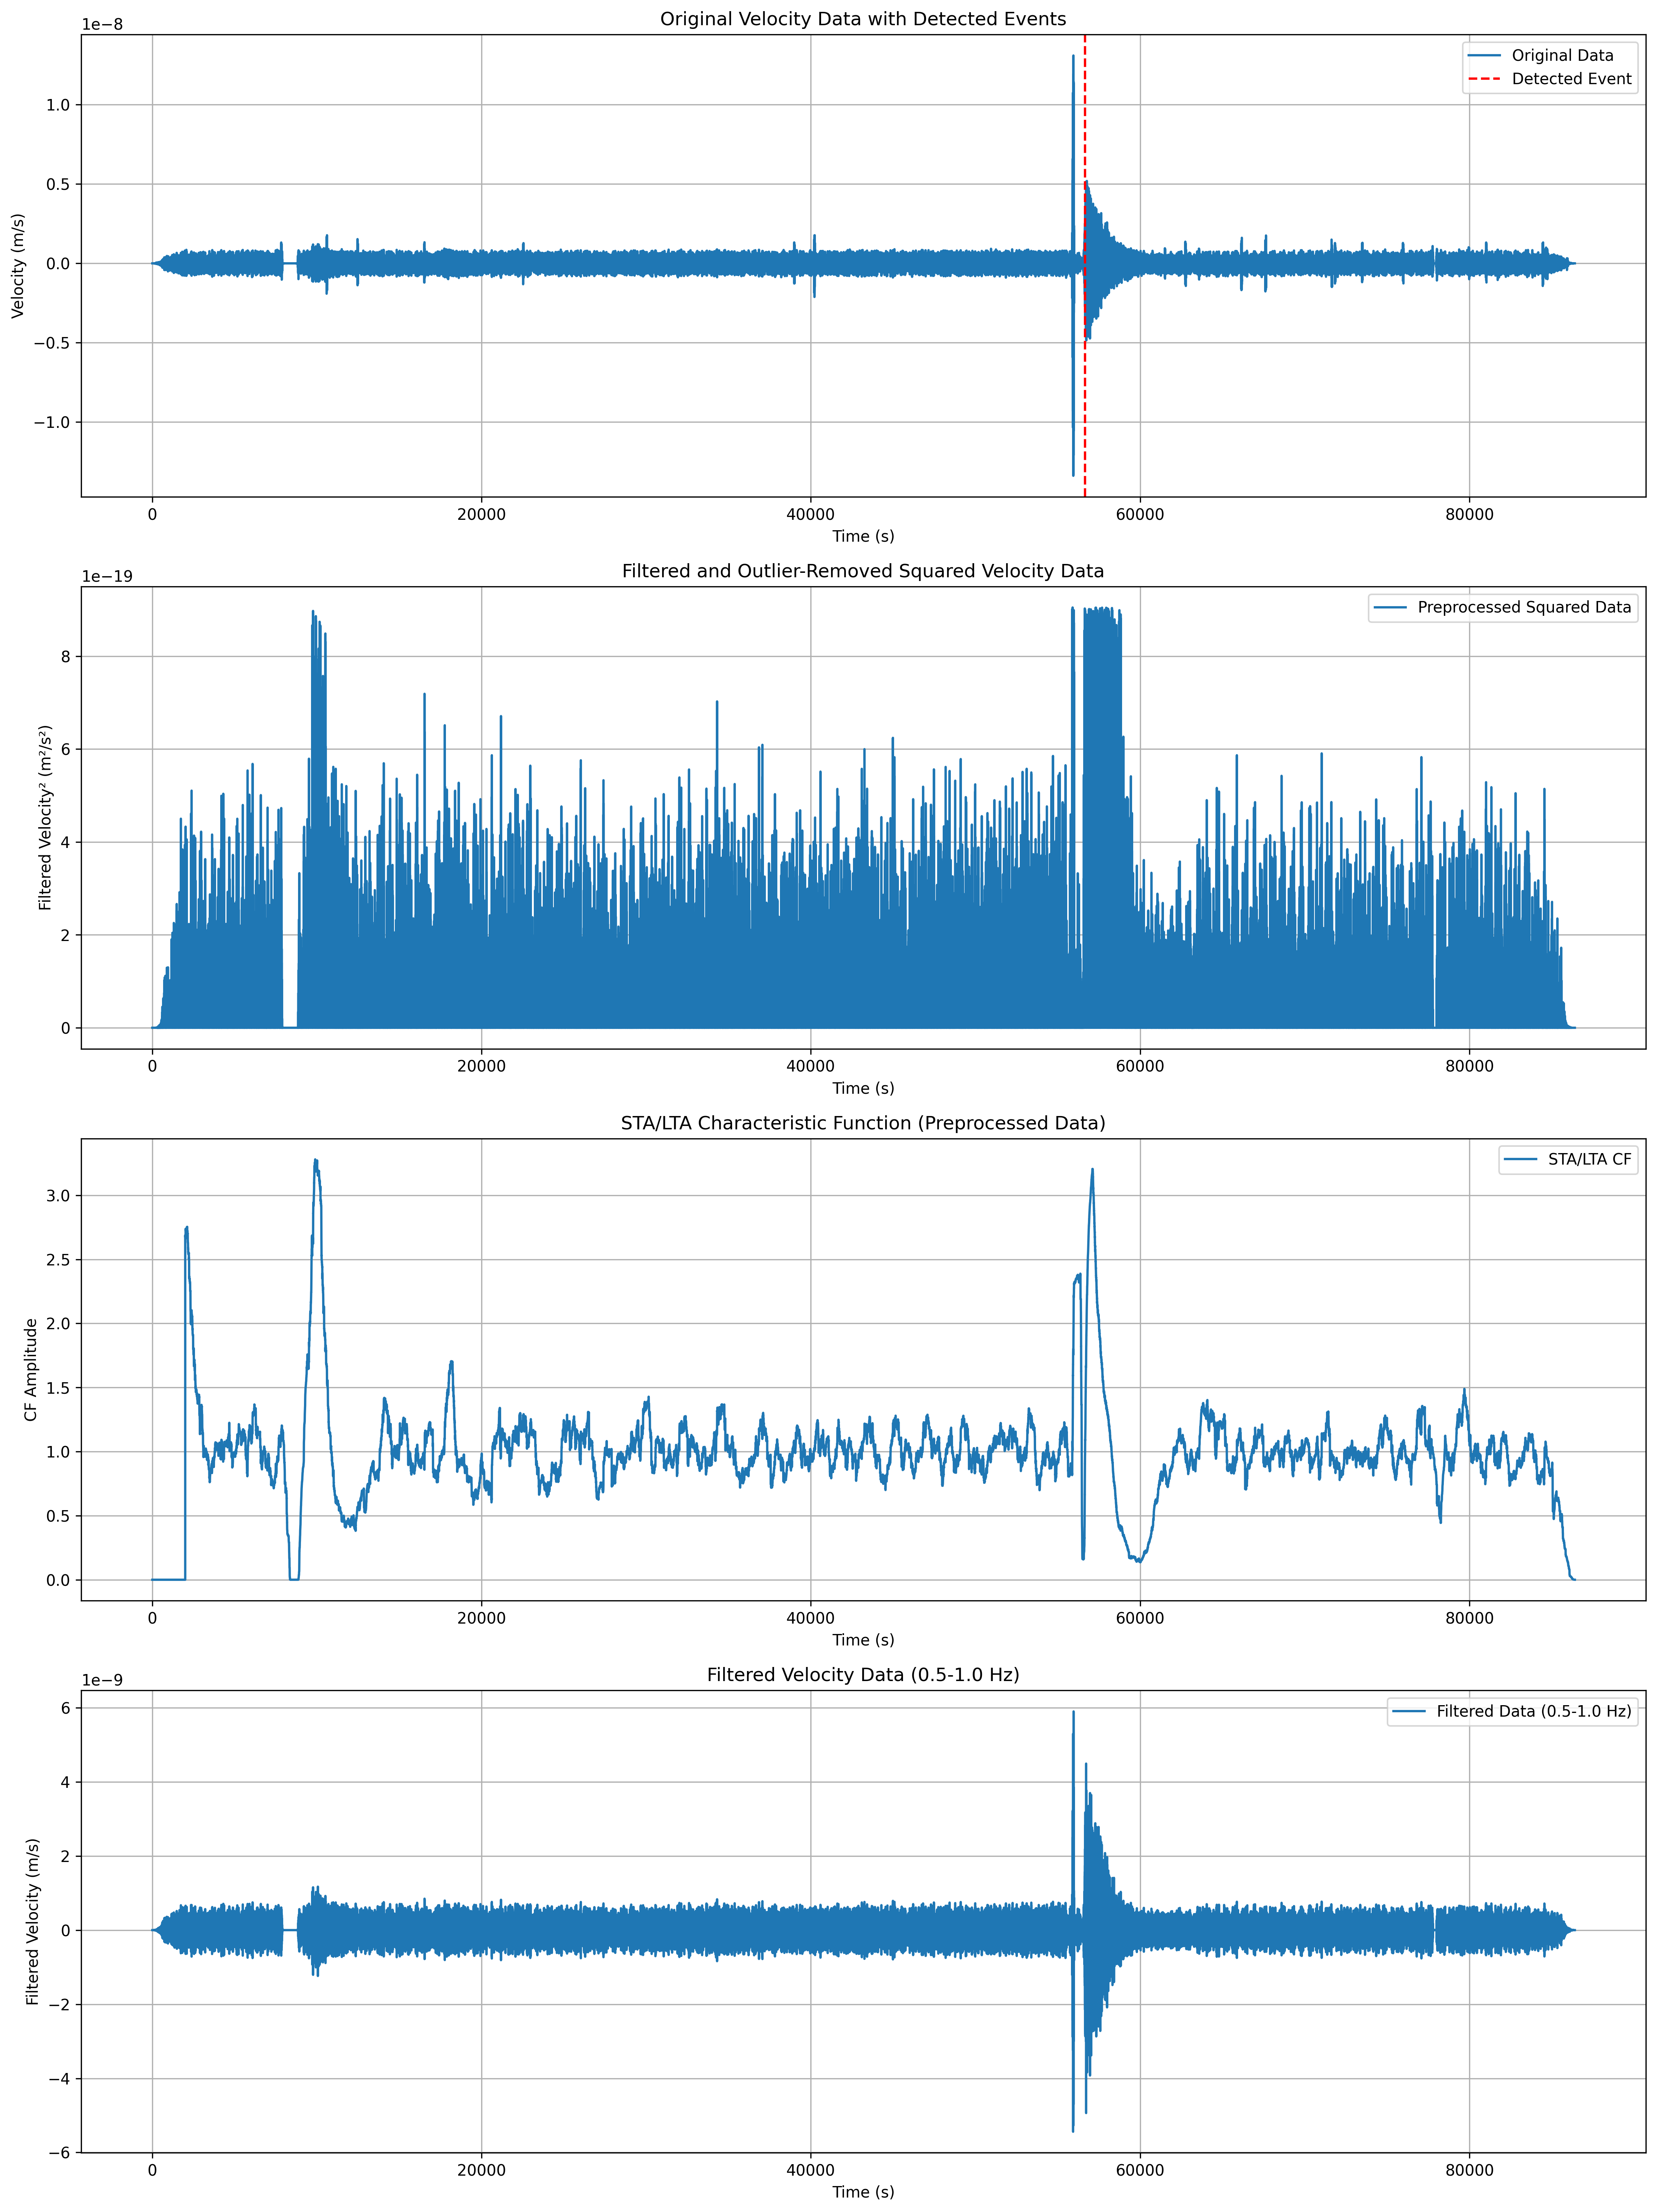 Original Velocity Data with Detected Events
1e−8
Original Data
Detected Event
1.0
0.5
0.0
−0.5
−1.0
Velocity (m/s)
0 20000 40000 60000 80000
Time (s)
Filtered and Outlier-Removed Squared Velocity Data
1e−19
Preprocessed Squared Data
8
6
4
2
0
Filtered Velocity² (m²/s²)
0 20000 40000 60000 80000
Time (s)
STA/LTA Characteristic Function (Preprocessed Data)
STA/LTA CF
3.0
2.5
2.0
1.5
1.0
0.5
0.0
CF Amplitude
0 20000 40000 60000 80000
Time (s)
Filtered Velocity Data (0.5-1.0 Hz)
1e−9
Filtered Data (0.5-1.0 Hz)
6
4
2
0
−2
−4
−6
Filtered Velocity (m/s)
0 20000 40000 60000 80000
Time (s)